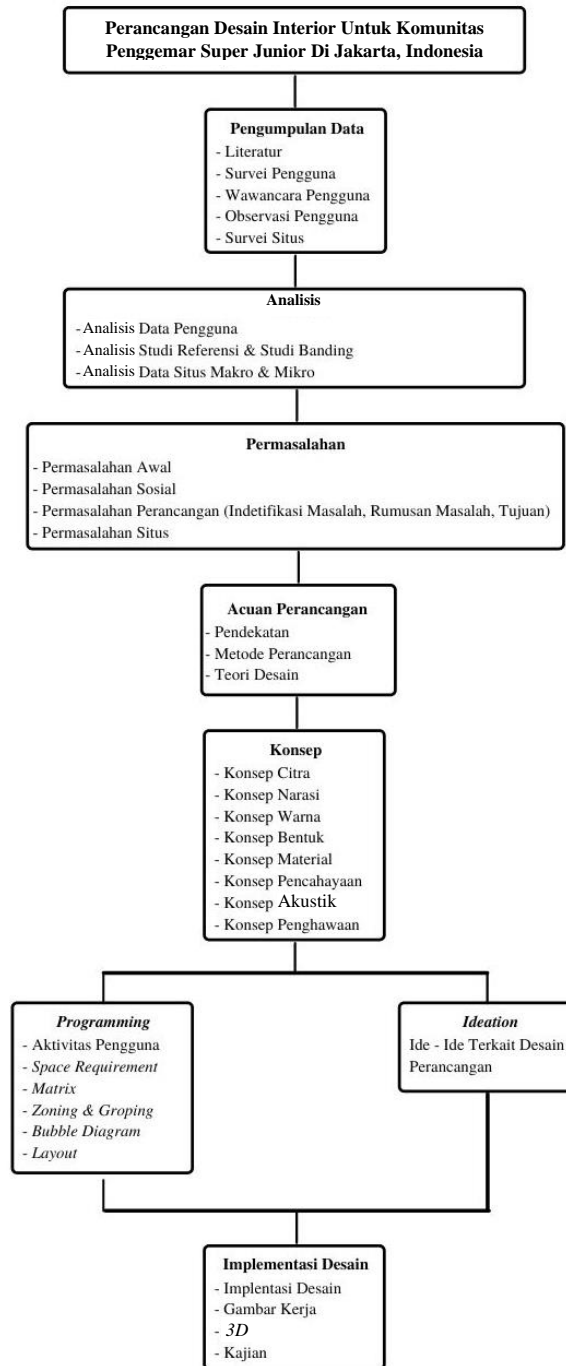 Perancangan Desain Interior Untuk Komunitas
Penggemar Super Junior Di Jakarta, Indonesia
Pengumpulan Data
- Literatur
- Survei Pengguna
- Wawancara Pengguna
- Observasi Pengguna
- Survei Situs
Analisis
- Analisis Data Pengguna
- Analisis Studi Referensi & Studi Banding
- Analisis Data Situs Makro & Mikro
Permasalahan
- Permasalahan Awal
- Permasalahan Sosial
- Permasalahan Perancangan (Indetifikasi Masalah, Rumusan Masalah, Tujuan)
- Permasalahan Situs
Acuan Perancangan
- Pendekatan
- Metode Perancangan
- Teori Desain
Konsep
- Konsep Citra
- Konsep Narasi
- Konsep Warna
- Konsep Bentuk
- Konsep Material
- Konsep Pencahayaan
- Konsep Akustik
- Konsep Penghawaan
Programming
- Aktivitas Pengguna
- Space Requirement
- Matrix
- Zoning & Groping
- Bubble Diagram
- Layout
Ideation
Ide - Ide Terkait Desain
Perancangan
Implementasi Desain
- Implentasi Desain
- Gambar Kerja
- 3D
- Kajian